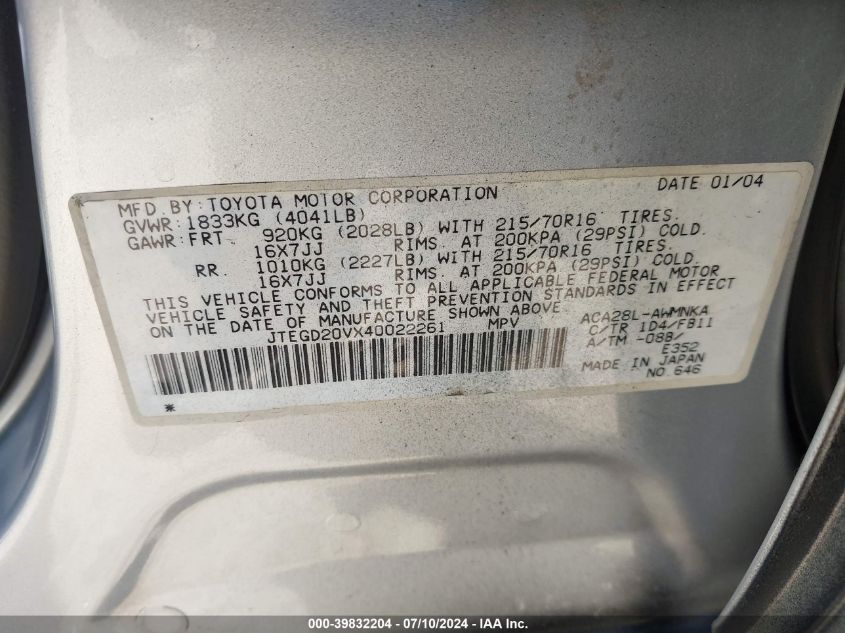 DATE 01/04
MFD BY: TOYOTA MOTOR CORPORATION
GVWR: 1833KG (4041LB)
GAWR: FRT 920KG (2028LB) WITH 215/70R16 TIRES.
16X7JJ RIMS. AT 200KPA (29PSI) COLD.
RR. 1010KG (2227LB) WITH 215/70R16 TIRES.
16X7JJ RIMS. AT 200KPA (29PSI) COLD.
THIS VEHICLE CONFORMS TO ALL APPLICABLE FEDERAL MOTOR
VEHICLE SAFETY AND THEFT PREVENTION STANDARDS IN EFFECT
ON THE DATE OF MANUFACTURE SHOWN ABOVE
JTEGD20VX40022261 MPV
ACA28L-AWMNKA
C/TR 1D4/FB11
A/TM -08B/
E352
MADE IN JAPAN
NO.646
*
000-39832204 - 07/10/2024 - IAA Inc.